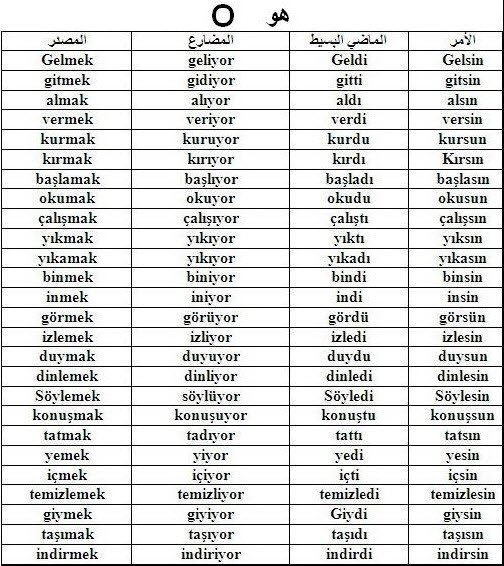 هو O
المصدر المضارع الماضي البسيط الأمر
Gelmek geliyor Geldi Gelsin
gitmek gidiyor gitti gitsin
almak alıyor aldı alsın
vermek veriyor verdi versin
kurmak kuruyor kurdu kursun
kırmak kırıyor kırdı Kırsın
başlamak başlıyor başladı başlasın
okumak okuyor okudu okusun
çalışmak çalışıyor çalıştı çalışsın
yıkmak yıkıyor yıktı yıksın
yıkamak yıkıyor yıkadı yıkasın
binmek biniyor bindi binsin
inmek iniyor indi insin
görmek görüyor gördü görsün
izlemek izliyor izledi izlesin
duymak duyuyor duydu duysun
dinlemek dinliyor dinledi dinlesin
Söylemek söylüyor Söyledi Söylesin
konuşmak konuşuyor konuştu konuşsun
tatmak tadıyor tattı tatsın
yemek yiyor yedi yesin
içmek içiyor içti içsin
temizlemek temizliyor temizledi temizlesin
giymek giyiyor Giydi giysin
taşımak taşıyor taşıdı taşısın
indirmek indiriyor indirdi indirsin